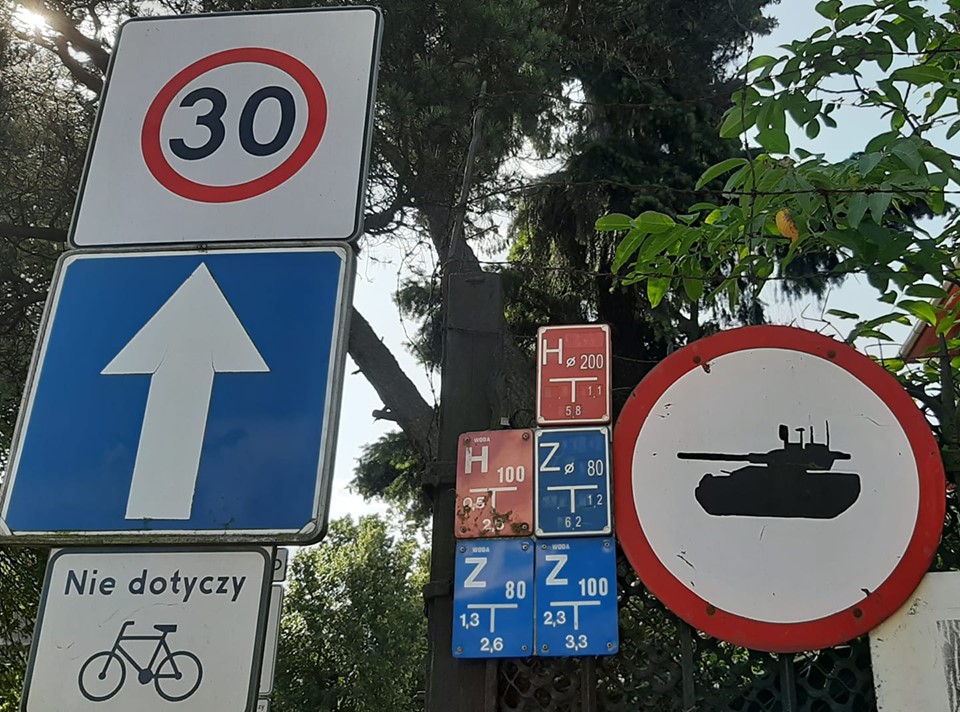 30
Nie dotyczy
H ø 200
1 1
5 8
WODA
H 100
0,5
2,0
Z ø 80
1 2
6 2
WODA
Z 80
1,3
2,6
WODA
Z 100
2,3
3,3